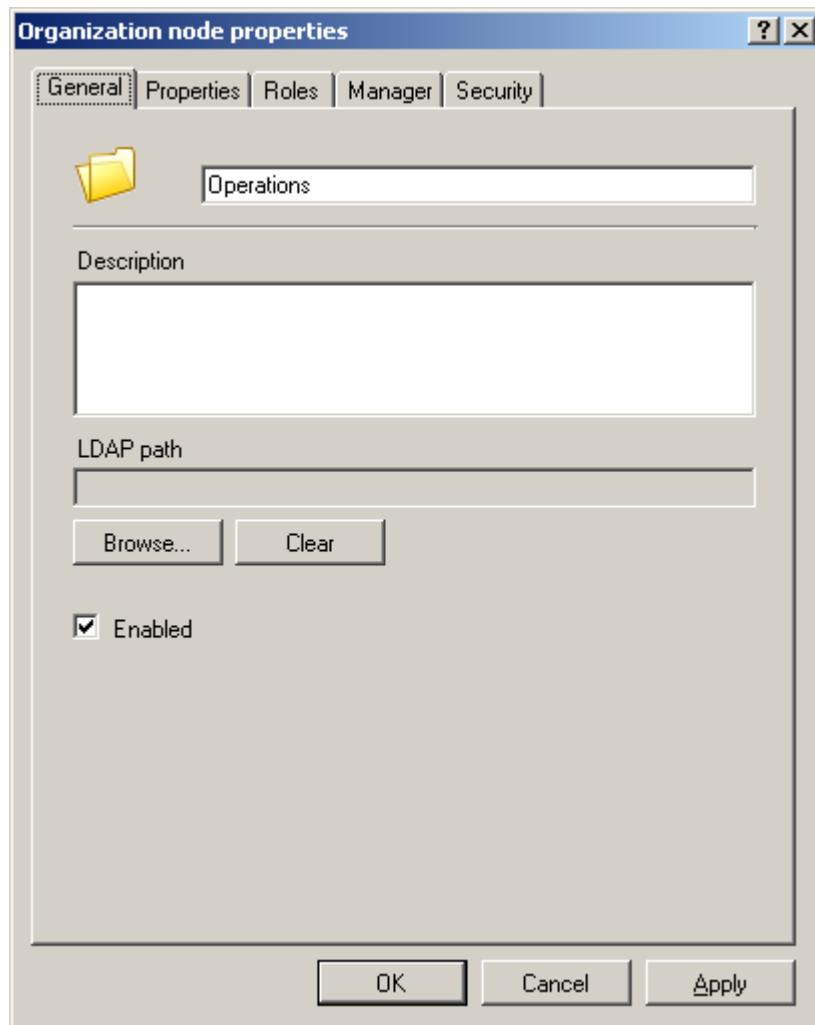 Organization node properties
General Properties Roles Manager Security
Operations
Description
LDAP path
Browse... Clear
Enabled
OK Cancel Apply